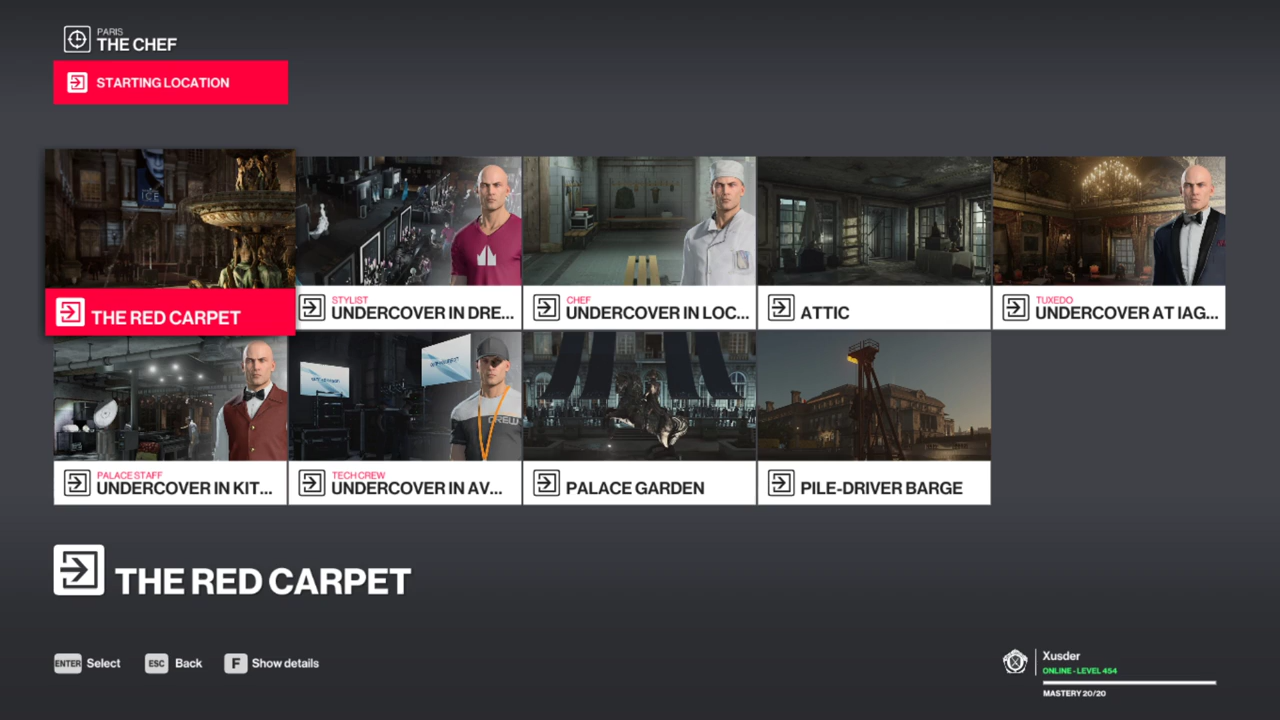 PARIS
THE CHEF
STARTING LOCATION
ICE
THE RED CARPET
STYLIST
UNDERCOVER IN DRE...
CHEF
UNDERCOVER IN LOC...
ATTIC
TUXEDO
UNDERCOVER AT IAG...
CREW
PALACE STAFF
UNDERCOVER IN KIT...
TECH CREW
UNDERCOVER IN AV...
PALACE GARDEN
PILE-DRIVER BARGE
THE RED CARPET
ENTER Select
ESC Back
F Show details
Xusder
ONLINE - LEVEL 454
MASTERY 20/20